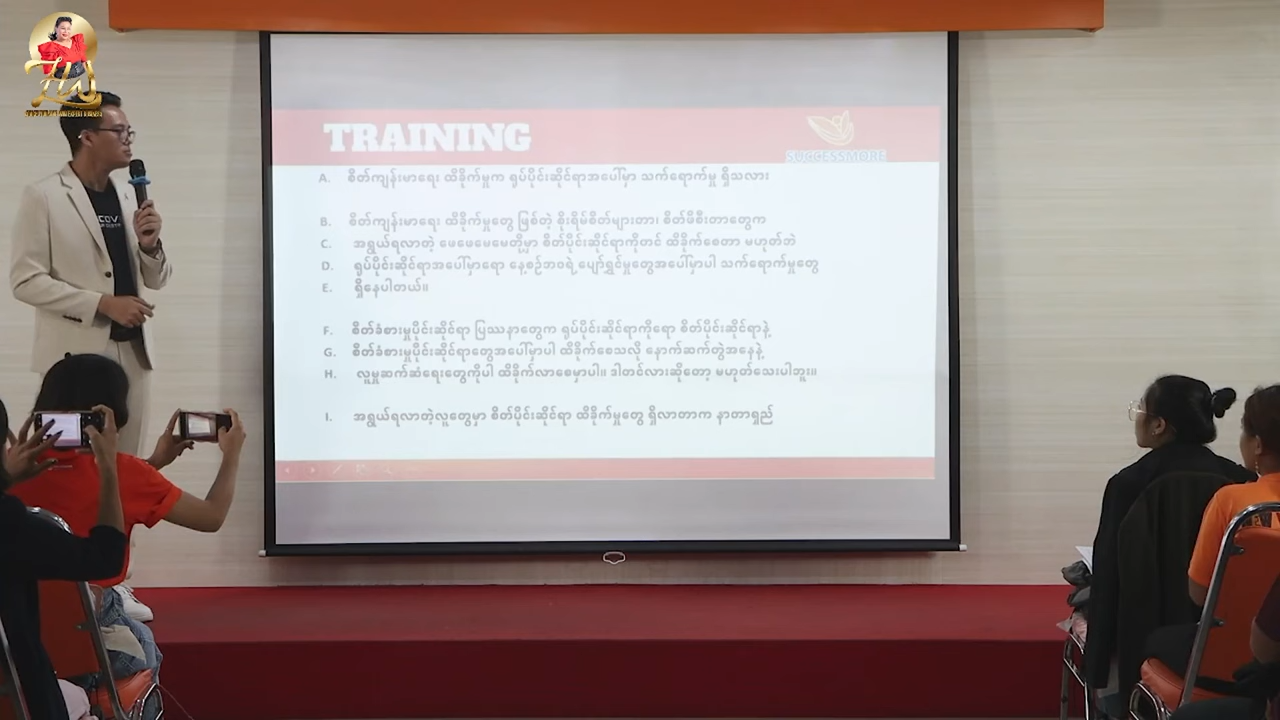 TRAINING
SUCCESSMORE
A. စိတ်ကျန်းမာရေး ထိခိုက်မှုက ရုပ်ပိုင်းဆိုင်ရာအပေါ်မှာ သက်ရောက်မှု ရှိသလား
B. စိတ်ကျန်းမာရေး ထိခိုက်မှုတွေ ဖြစ်တဲ့ စိုးရိမ်စိတ်များတာ၊ စိတ်ဖိစီးတာတွေက
C. အရွယ်ရလာတဲ့ ဖေဖေမေမေတို့မှာ စိတ်ပိုင်းဆိုင်ရာကိုတင် ထိခိုက်စေတာ မဟုတ်ဘဲ
D. ရုပ်ပိုင်းဆိုင်ရာအပေါ်မှာရော နေ့စဉ်ဘဝရဲ့ ပျော်ရွှင်မှုတွေအပေါ်မှာပါ သက်ရောက်မှုတွေ
E. ရှိနေပါတယ်။
F. စိတ်ခံစားမှုပိုင်းဆိုင်ရာ ပြဿနာတွေက ရုပ်ပိုင်းဆိုင်ရာကိုရော စိတ်ပိုင်းဆိုင်ရာနဲ့
G. စိတ်ခံစားမှုပိုင်းဆိုင်ရာတွေအပေါ်မှာပါ ထိခိုက်စေသလို နောက်ဆက်တွဲအနေနဲ့
H. လူမှုဆက်ဆံရေးတွေကိုပါ ထိခိုက်လာစေမှာပါ။ ဒါတင်လားဆိုတော့ မဟုတ်သေးပါဘူး။
I. အရွယ်ရလာတဲ့လူတွေမှာ စိတ်ပိုင်းဆိုင်ရာ ထိခိုက်မှုတွေ ရှိလာတာက နာတာရှည်